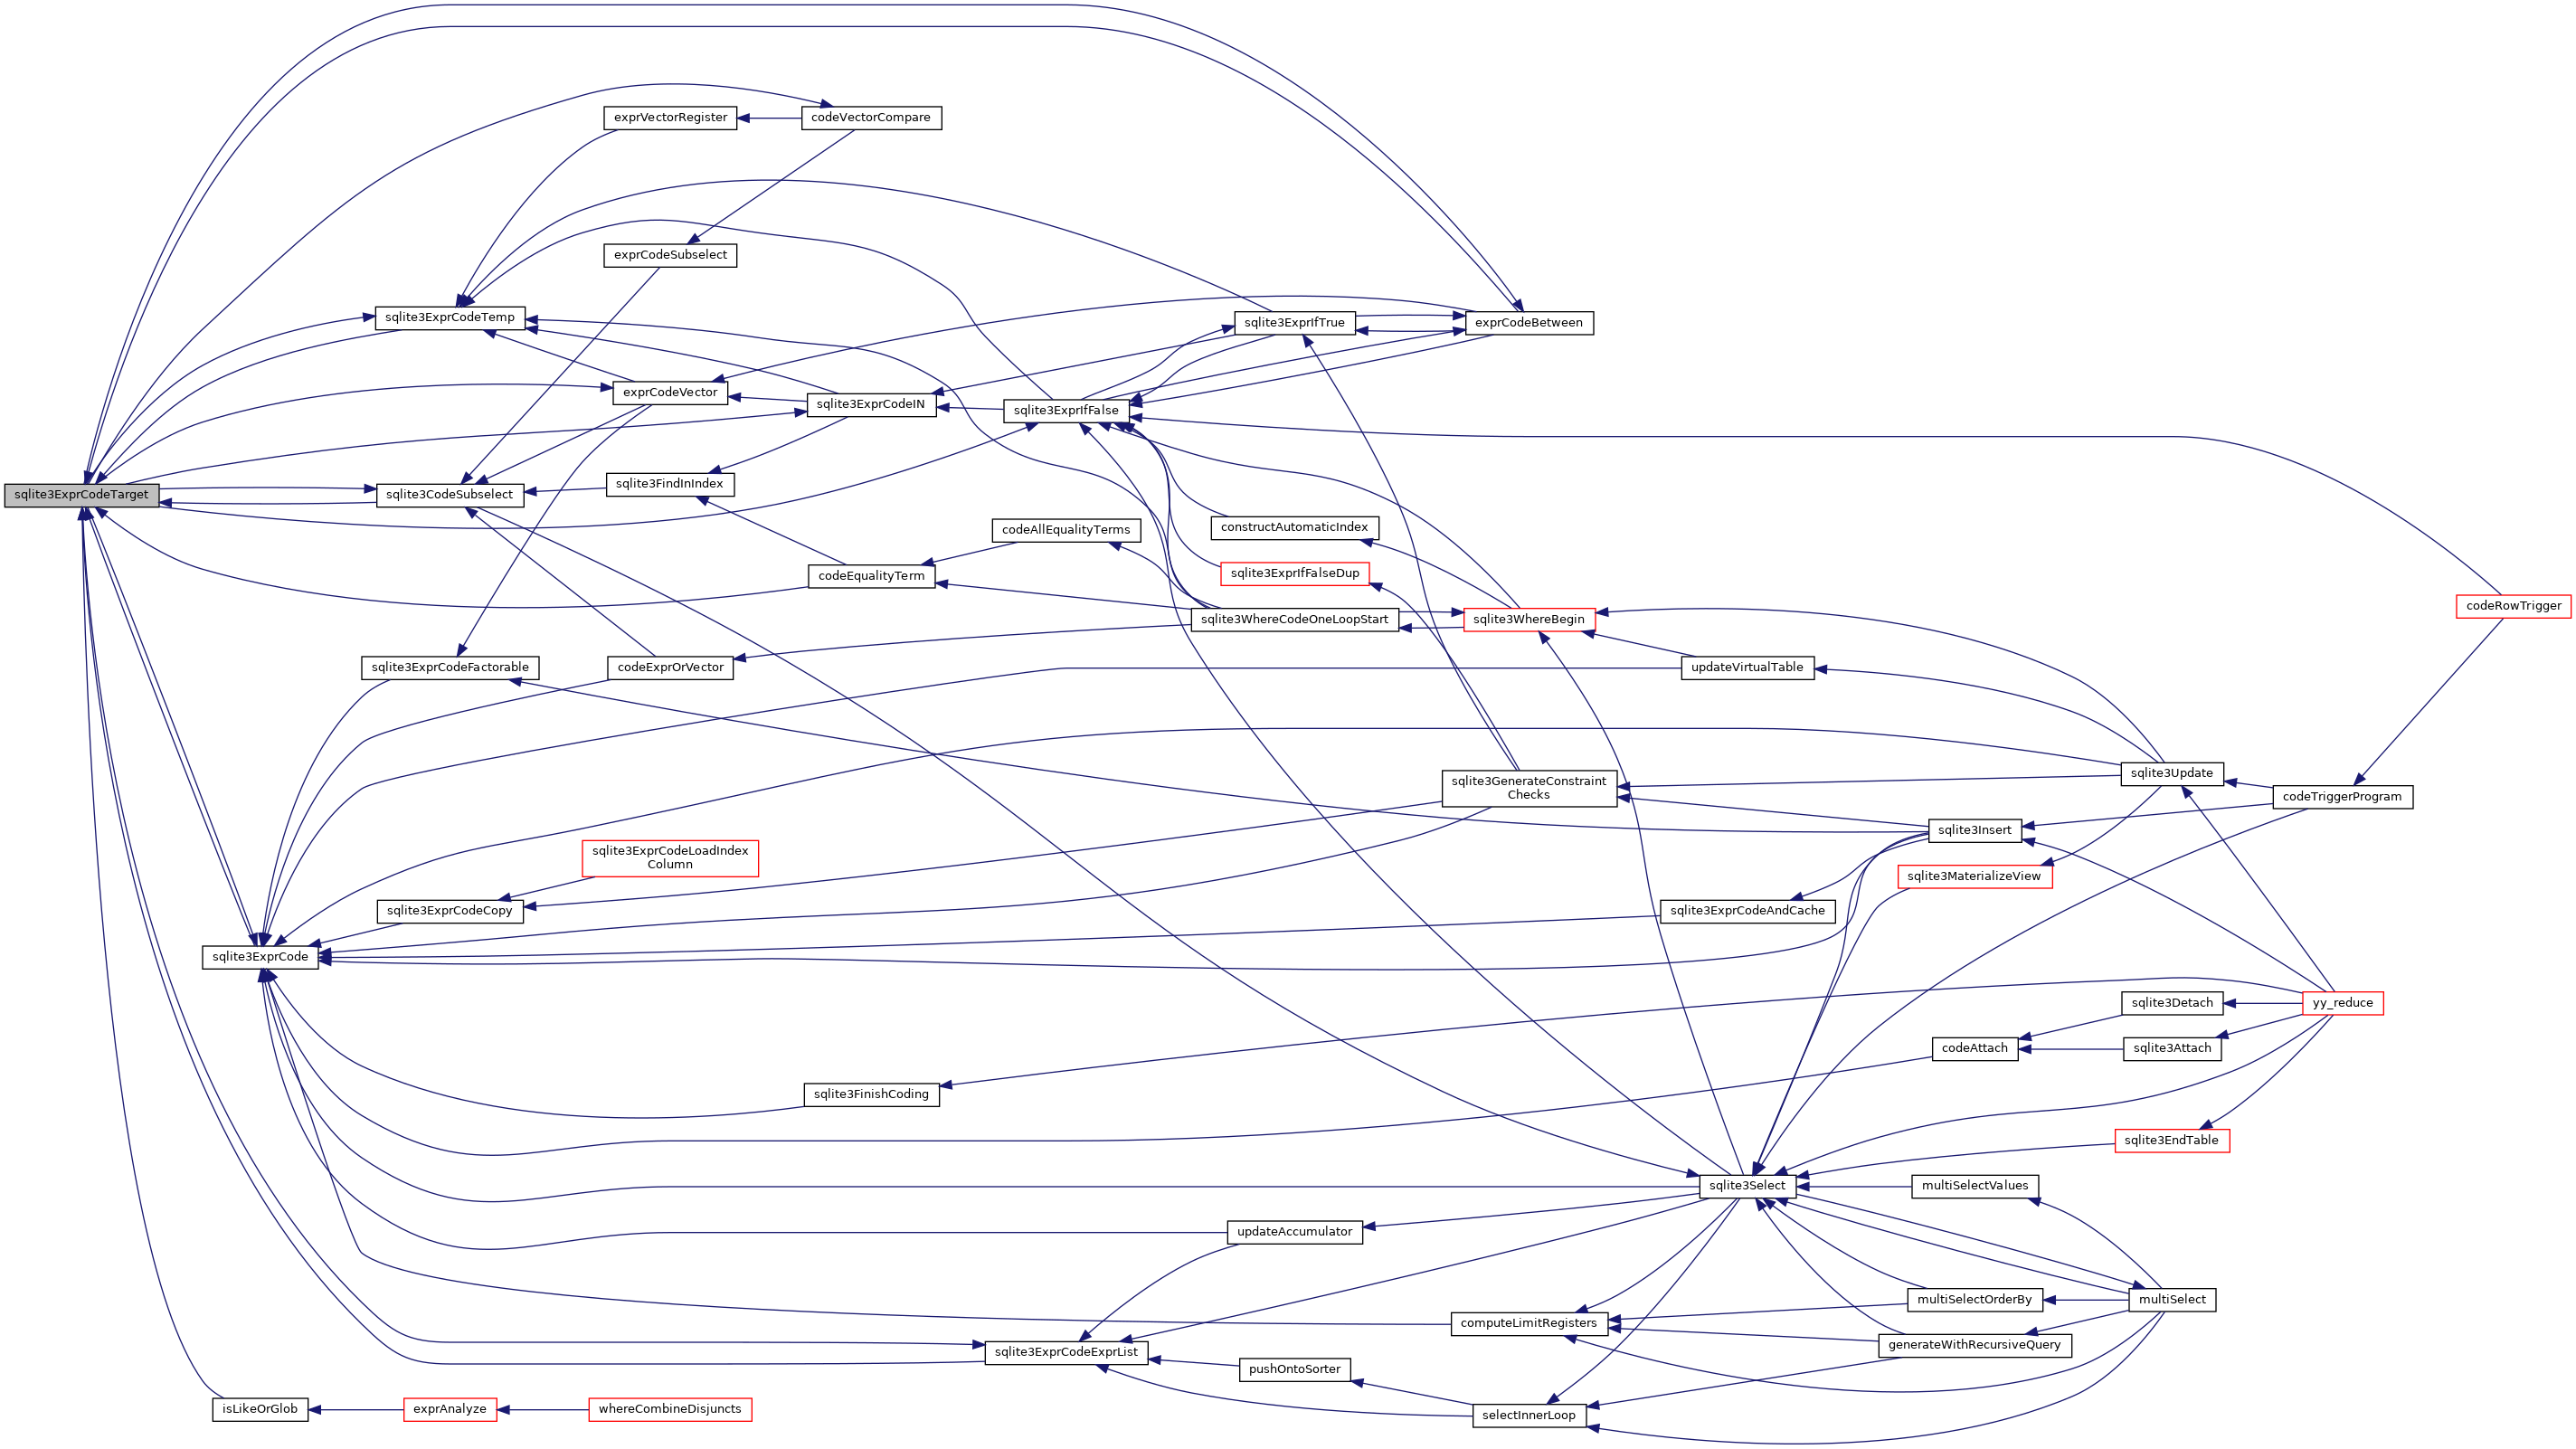 exprVectorRegister
codeVectorCompare
exprCodeSubselect
sqlite3ExprCodeTemp
sqlite3ExprIfTrue
exprCodeBetween
exprCodeVector
sqlite3ExprCodeIN
sqlite3ExprIfFalse
sqlite3ExprCodeTarget
sqlite3CodeSubselect
sqlite3FindInIndex
codeAllEqualityTerms
constructAutomaticIndex
codeEqualityTerm
sqlite3ExprIfFalseDup
codeRowTrigger
sqlite3WhereCodeOneLoopStart
sqlite3WhereBegin
sqlite3ExprCodeFactorable
codeExprOrVector
updateVirtualTable
sqlite3GenerateConstraint
Checks
sqlite3Update
codeTriggerProgram
sqlite3Insert
sqlite3ExprCodeLoadIndex
Column
sqlite3MaterializeView
sqlite3ExprCodeCopy
sqlite3ExprCodeAndCache
sqlite3ExprCode
sqlite3Detach
yy_reduce
codeAttach
sqlite3Attach
sqlite3FinishCoding
sqlite3EndTable
sqlite3Select
multiSelectValues
updateAccumulator
multiSelectOrderBy
multiSelect
computeLimitRegisters
generateWithRecursiveQuery
sqlite3ExprCodeExprList
pushOntoSorter
isLikeOrGlob
exprAnalyze
whereCombineDisjuncts
selectInnerLoop